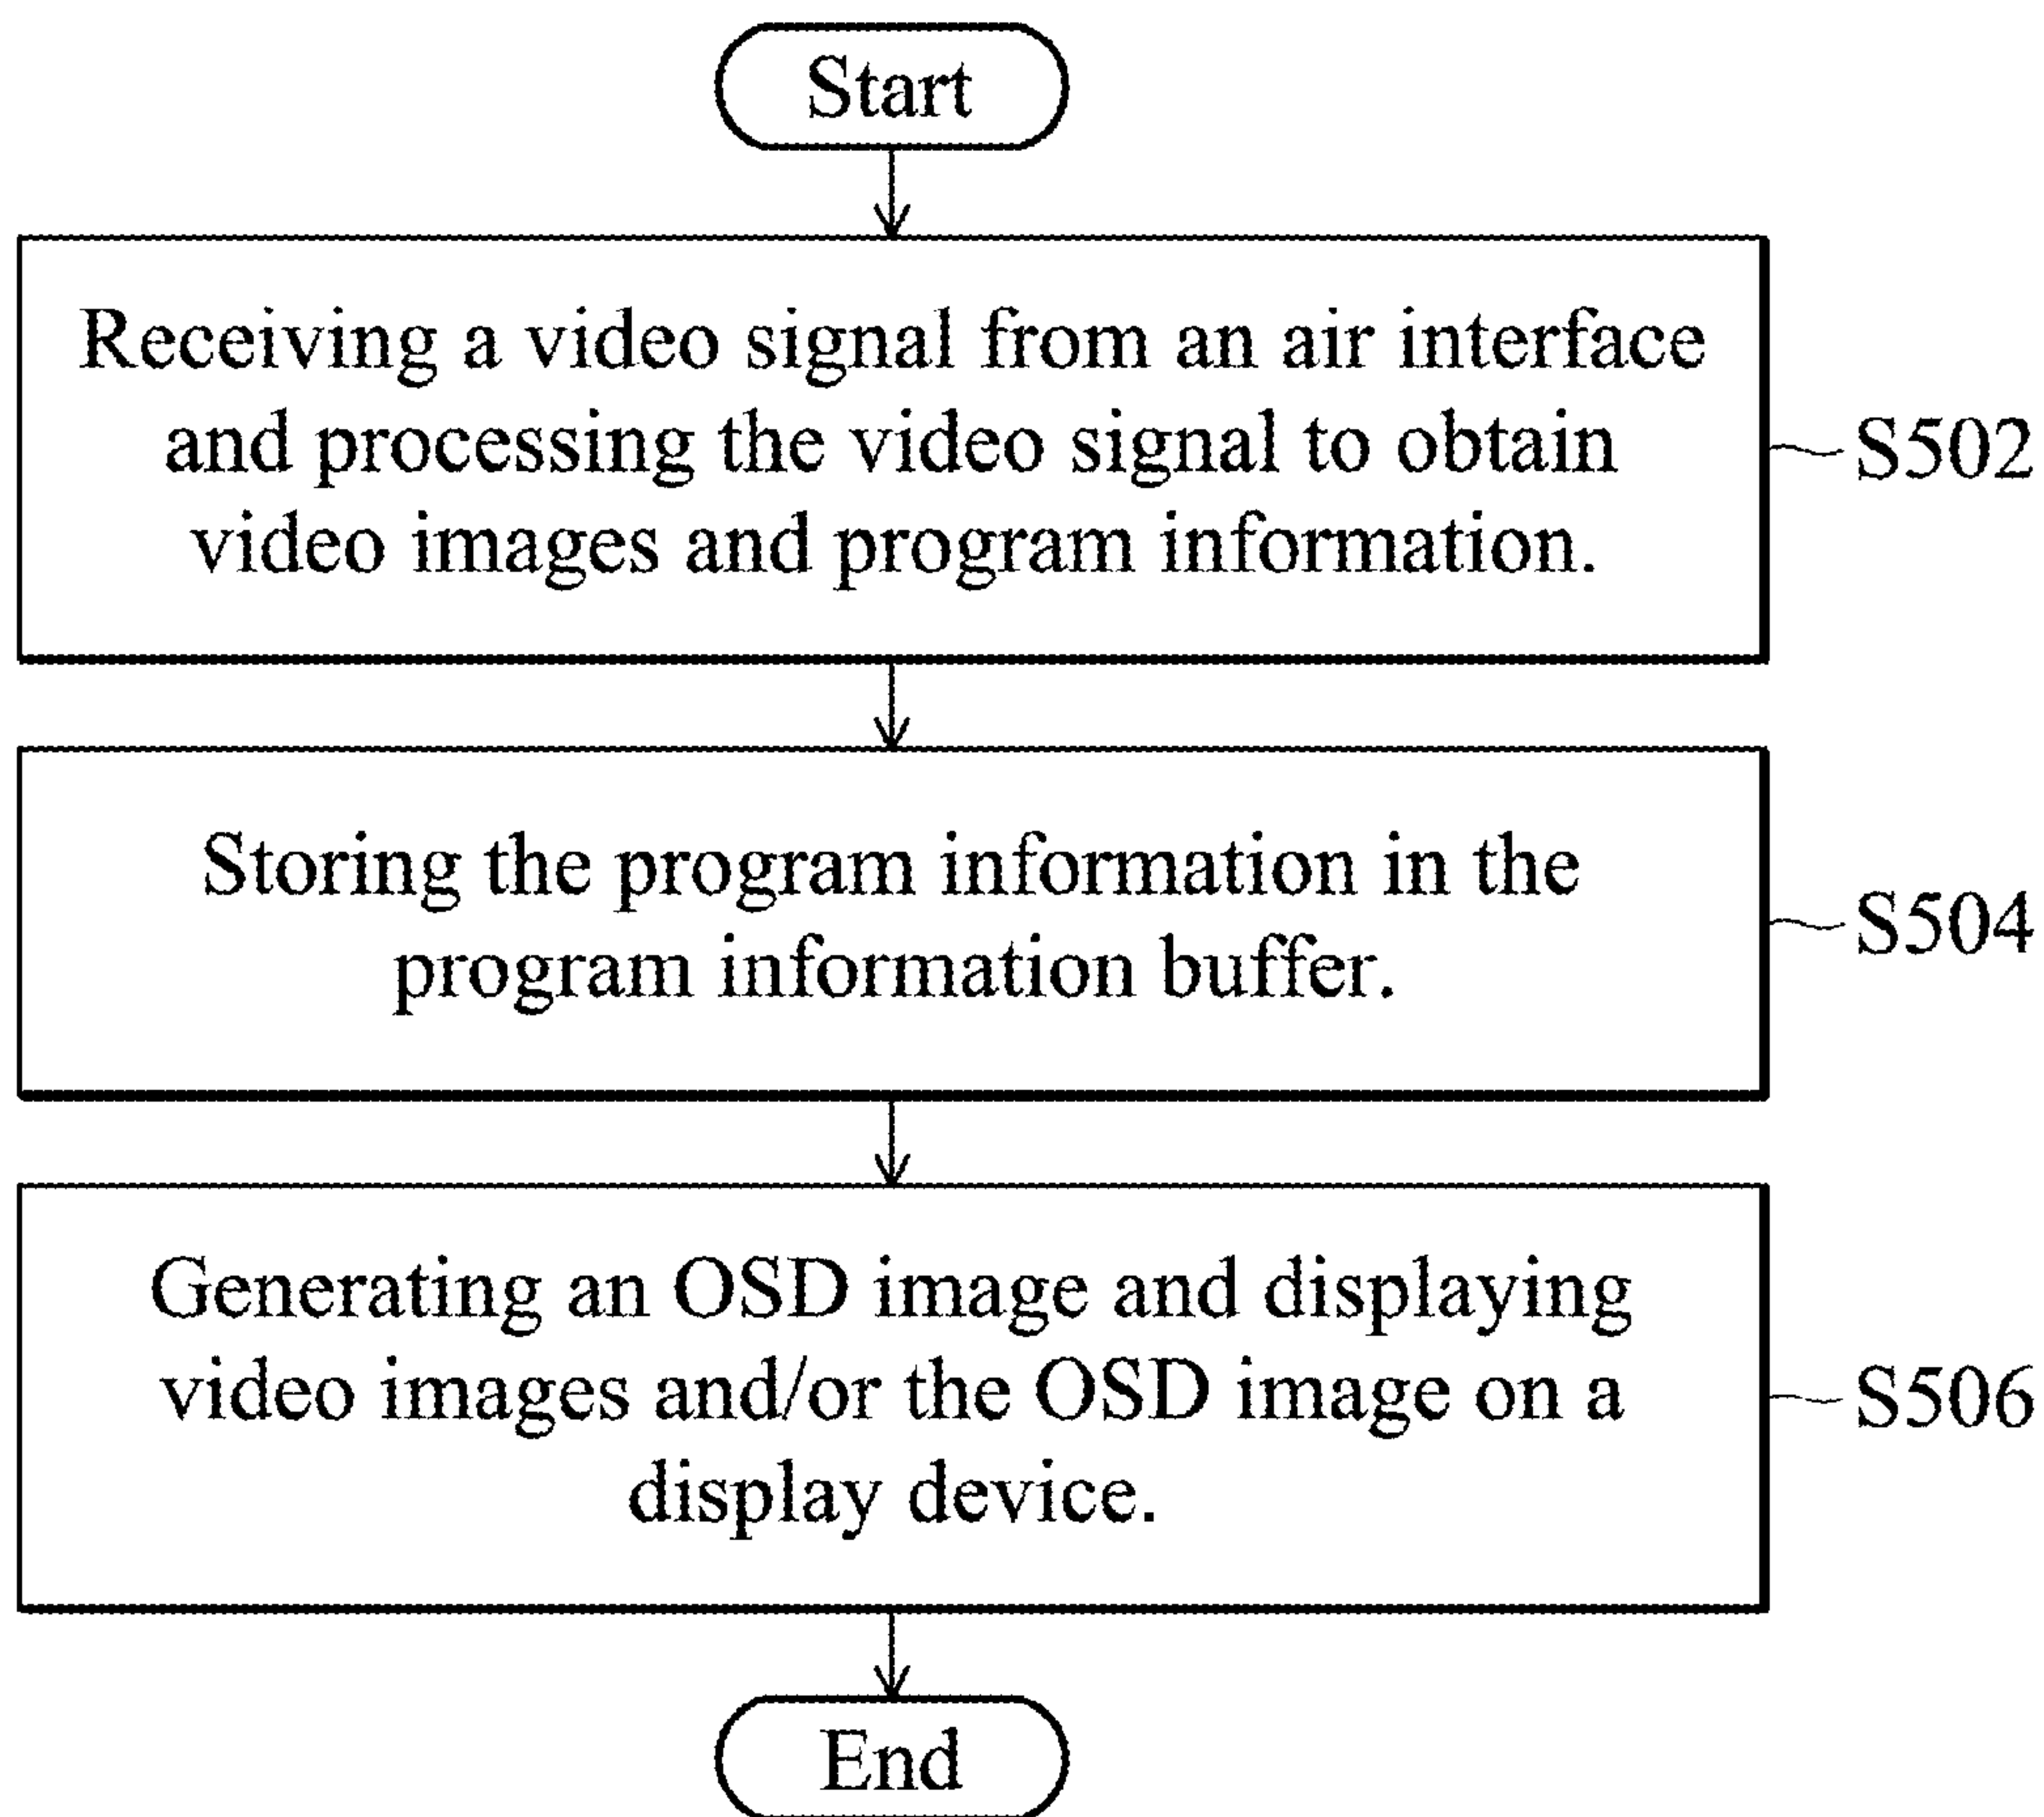 Start
Receiving a video signal from an air interface
and processing the video signal to obtain
video images and program information.
S502
Storing the program information in the
program information buffer.
S504
Generating an OSD image and displaying
video images and/or the OSD image on a
display device.
S506
End